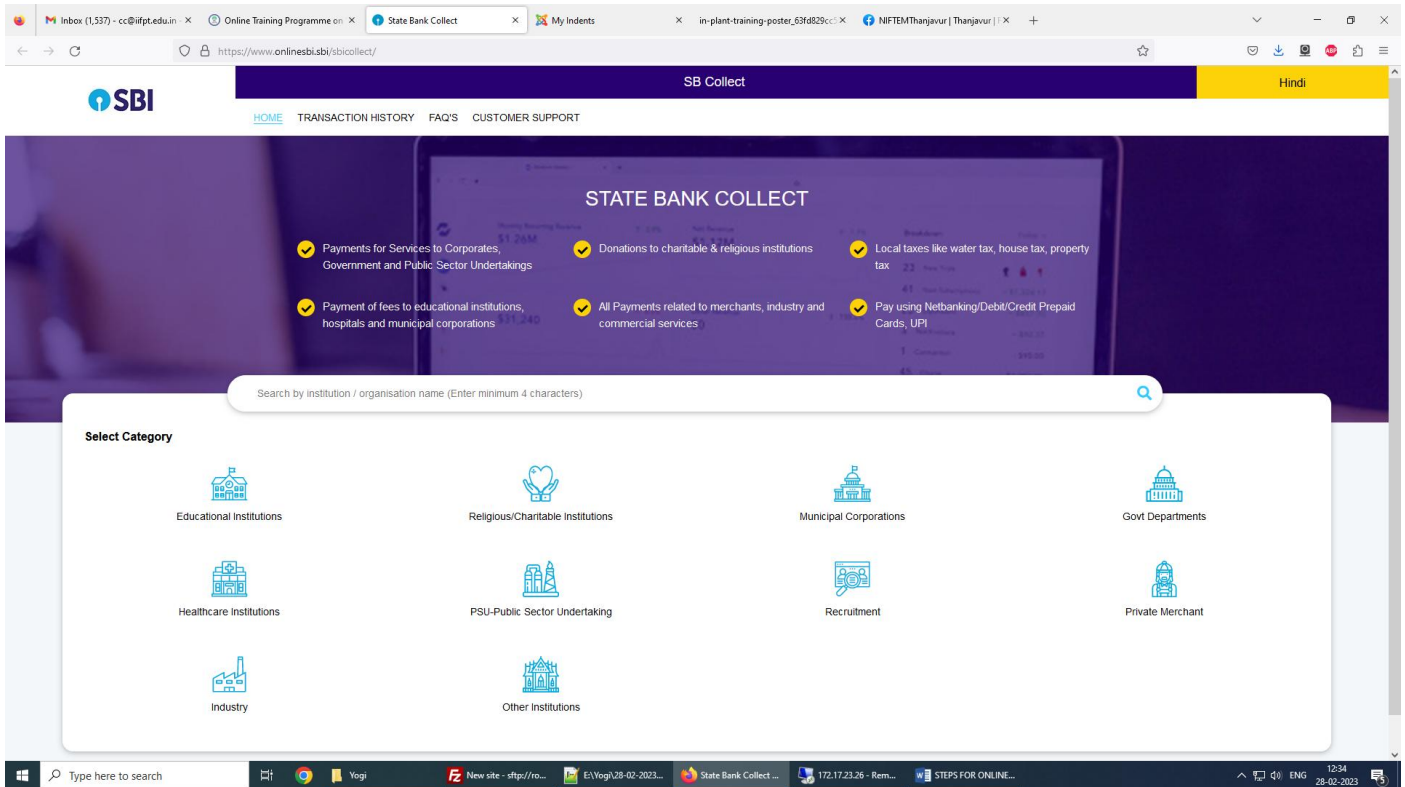 Inbox (1,537) - cc@iifpt.edu.in
Online Training Programme on
State Bank Collect
My Indents
in-plant-training-poster_63fd829cc
NIFTEMThanjavur | Thanjavur |
https://www.onlinesbi.sbi/sbicollect/
ABP
SBI
SB Collect
Hindi
HOME TRANSACTION HISTORY FAQ'S CUSTOMER SUPPORT
STATE BANK COLLECT
Payments for Services to Corporates,
Government and Public Sector Undertakings
Donations to charitable & religious institutions
Local taxes like water tax, house tax, property
tax
Payment of fees to educational institutions,
hospitals and municipal corporations
All Payments related to merchants, industry and
commercial services
Pay using Netbanking/Debit/Credit Prepaid
Cards, UPI
$1.26M
$31,240
Search by institution / organisation name (Enter minimum 4 characters)
Select Category
Educational Institutions
Religious/Charitable Institutions
Municipal Corporations
Govt Departments
Healthcare Institutions
PSU-Public Sector Undertaking
Recruitment
Private Merchant
Industry
Other Institutions
Type here to search
Yogi
New site - sftp://ro...
E:\Yogi\28-02-2023...
State Bank Collect ...
172.17.23.26 - Rem...
STEPS FOR ONLINE...
ENG
12:34
28-02-2023
5